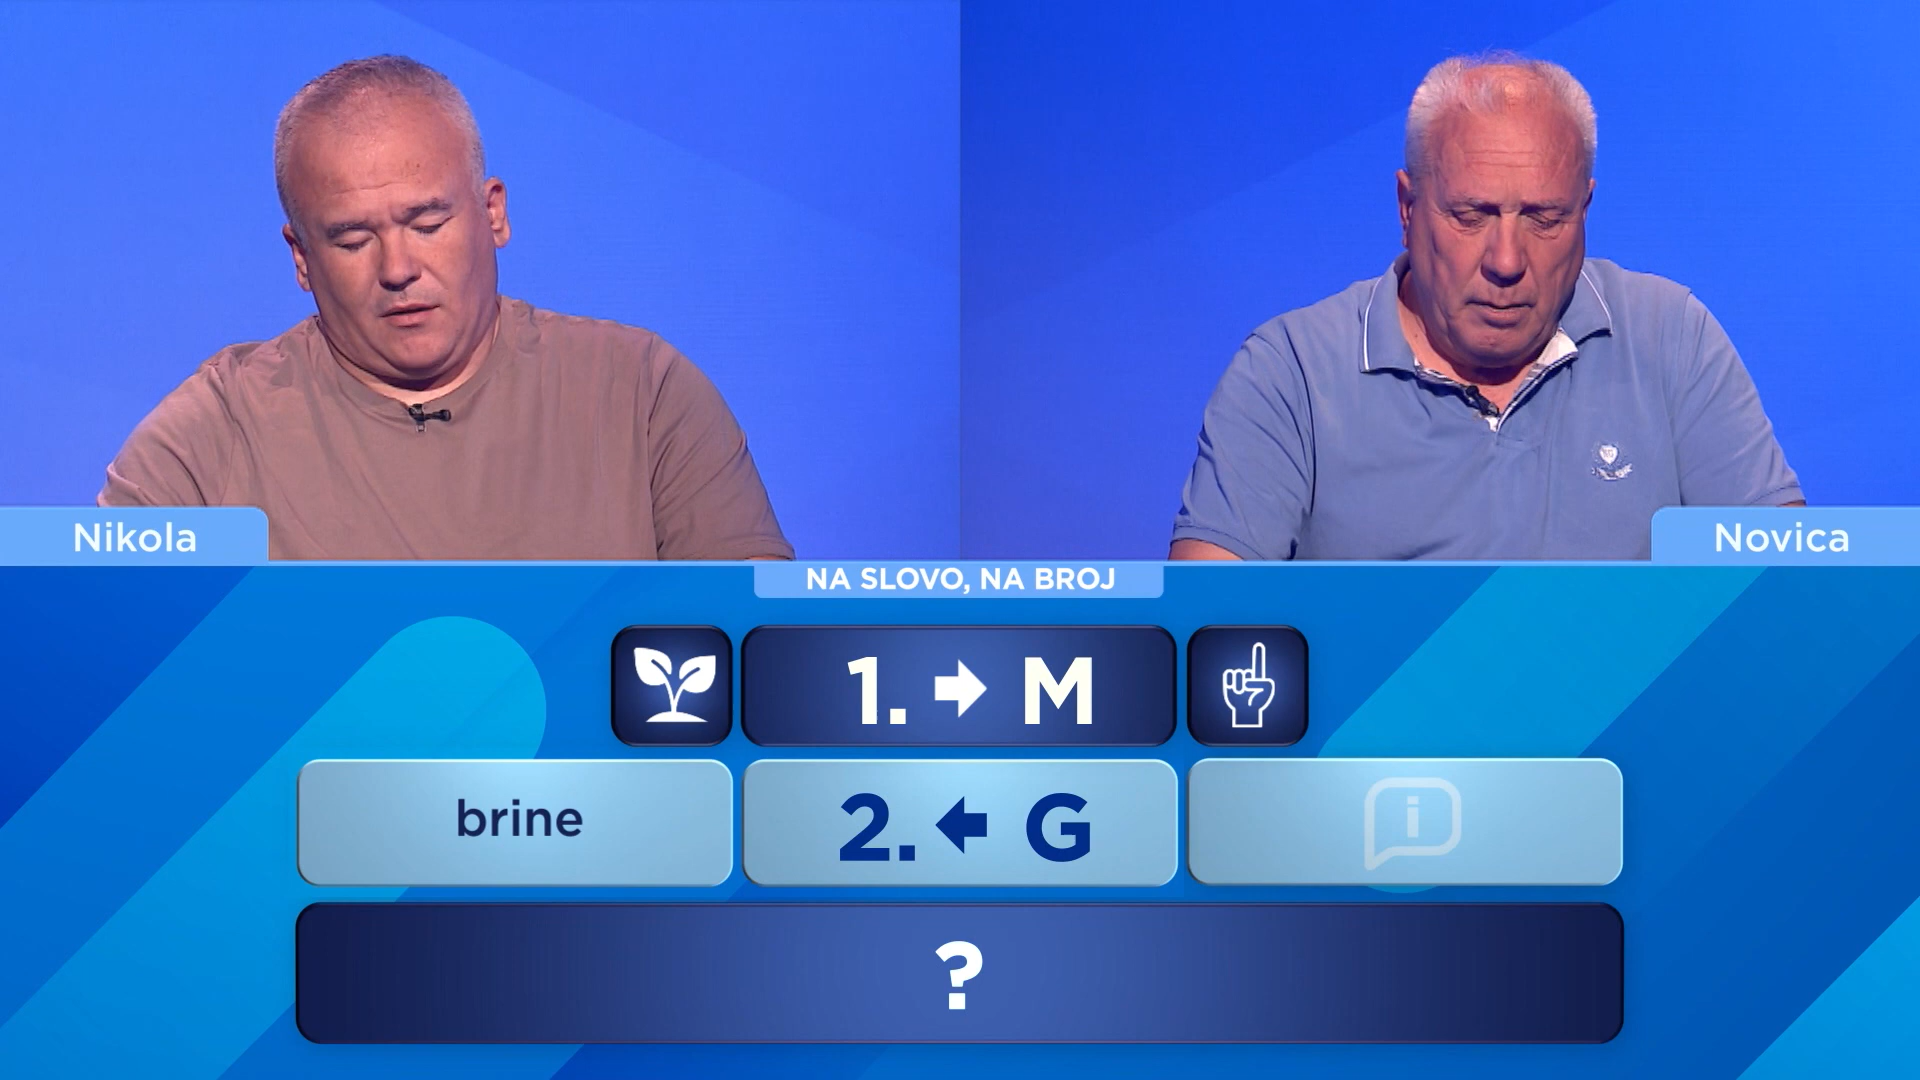 Nikola
Novica
NA SLOVO, NA BROJ
1. → M
brine
2. ← G
i
?